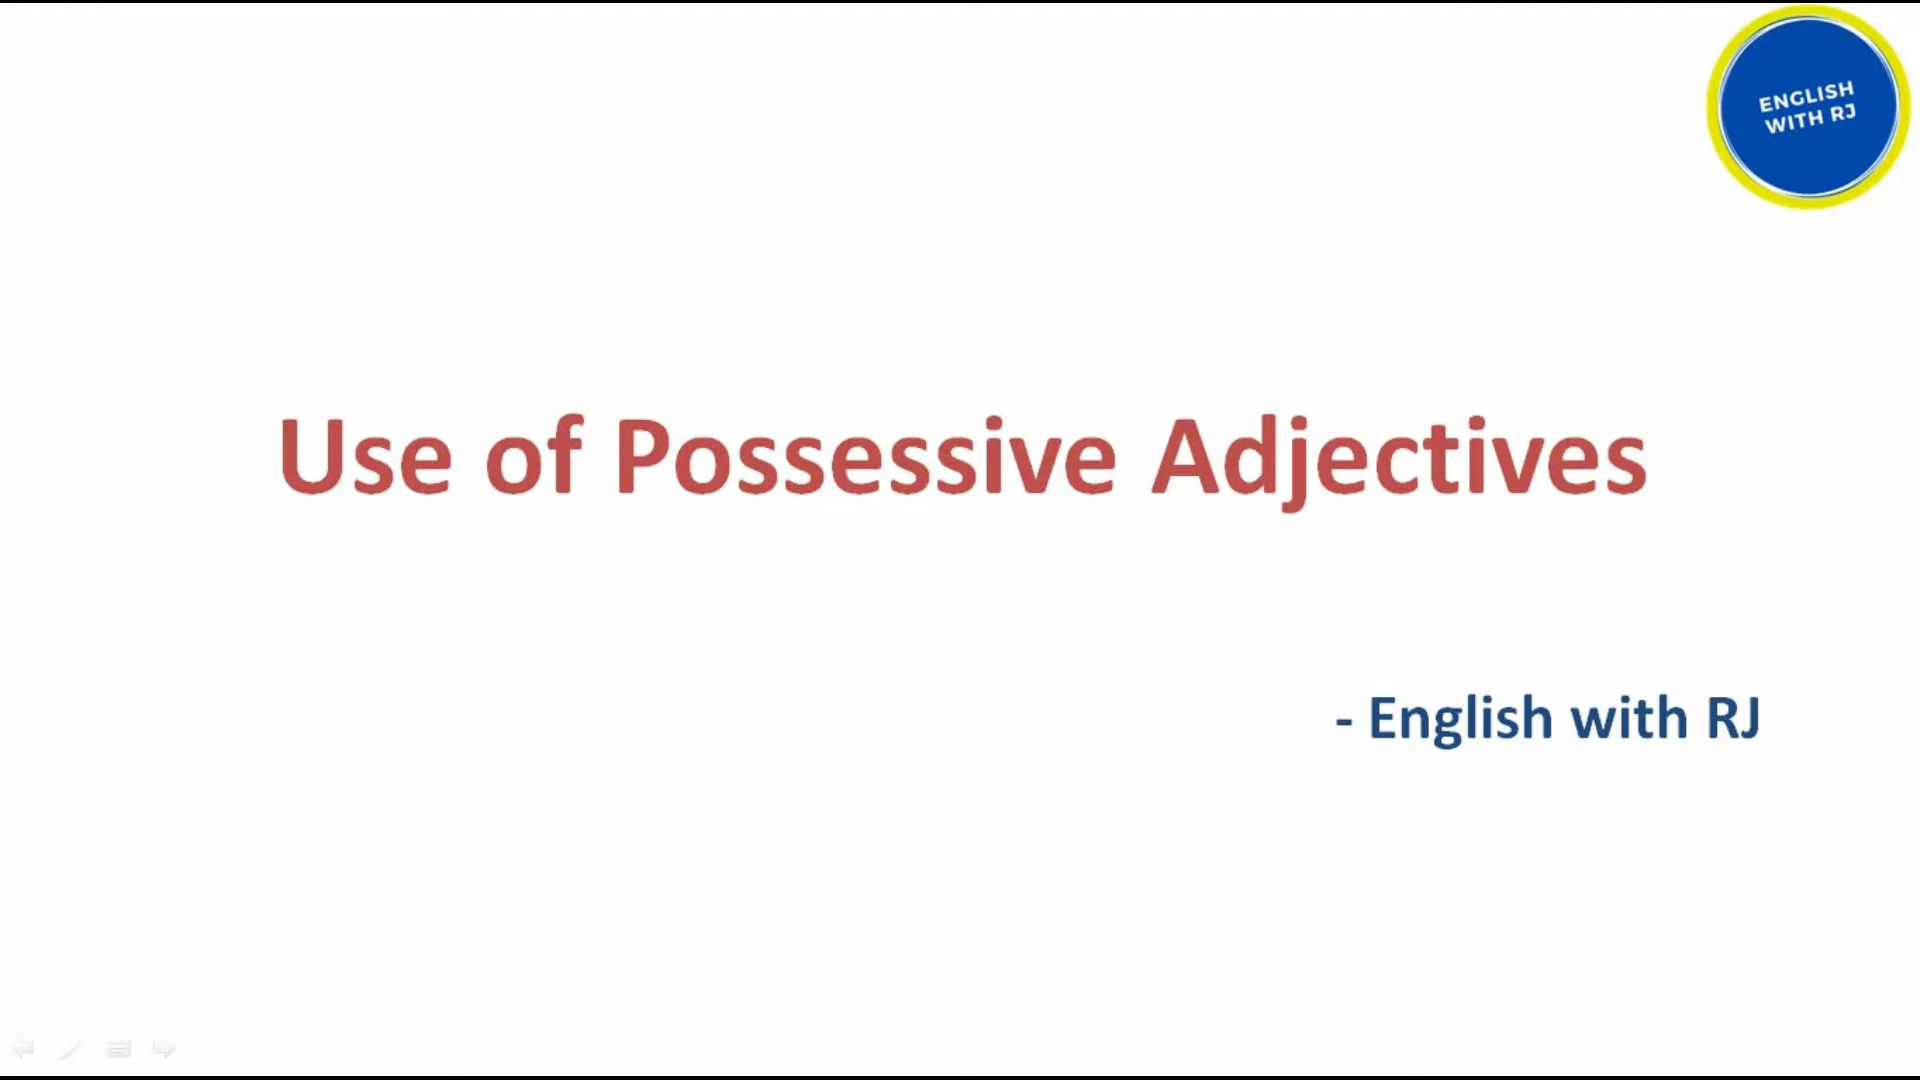 ENGLISH
WITH RJ
Use of Possessive Adjectives
- English with RJ